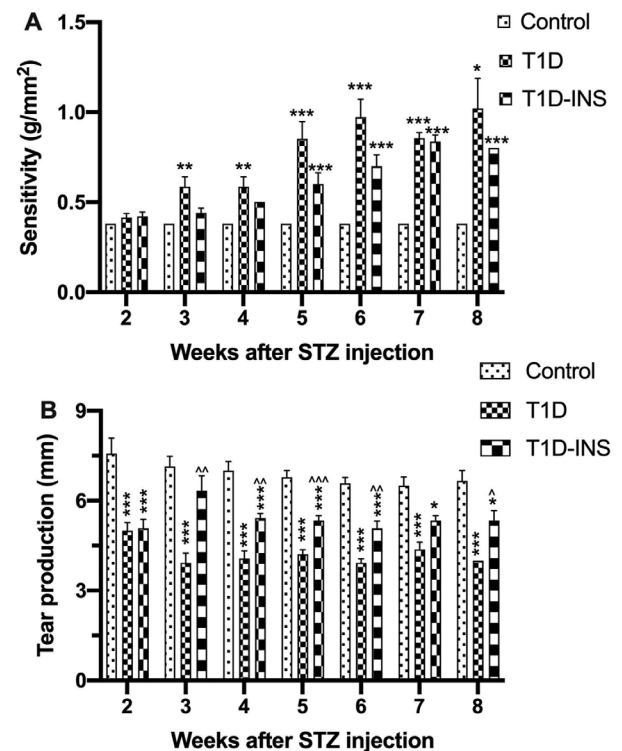 A
Control
T1D
T1D-INS
Sensitivity (g/mm²)
1.5
1.0
0.5
0.0
** ** *** *** *** *** *** *** * ***
2 3 4 5 6 7 8
Weeks after STZ injection
Control
T1D
T1D-INS
B
Tear production (mm)
9
6
3
0
*** *** *** ^^ *** ***^^ *** ***^^^ *** ***^^ *** * *** *^
2 3 4 5 6 7 8
Weeks after STZ injection